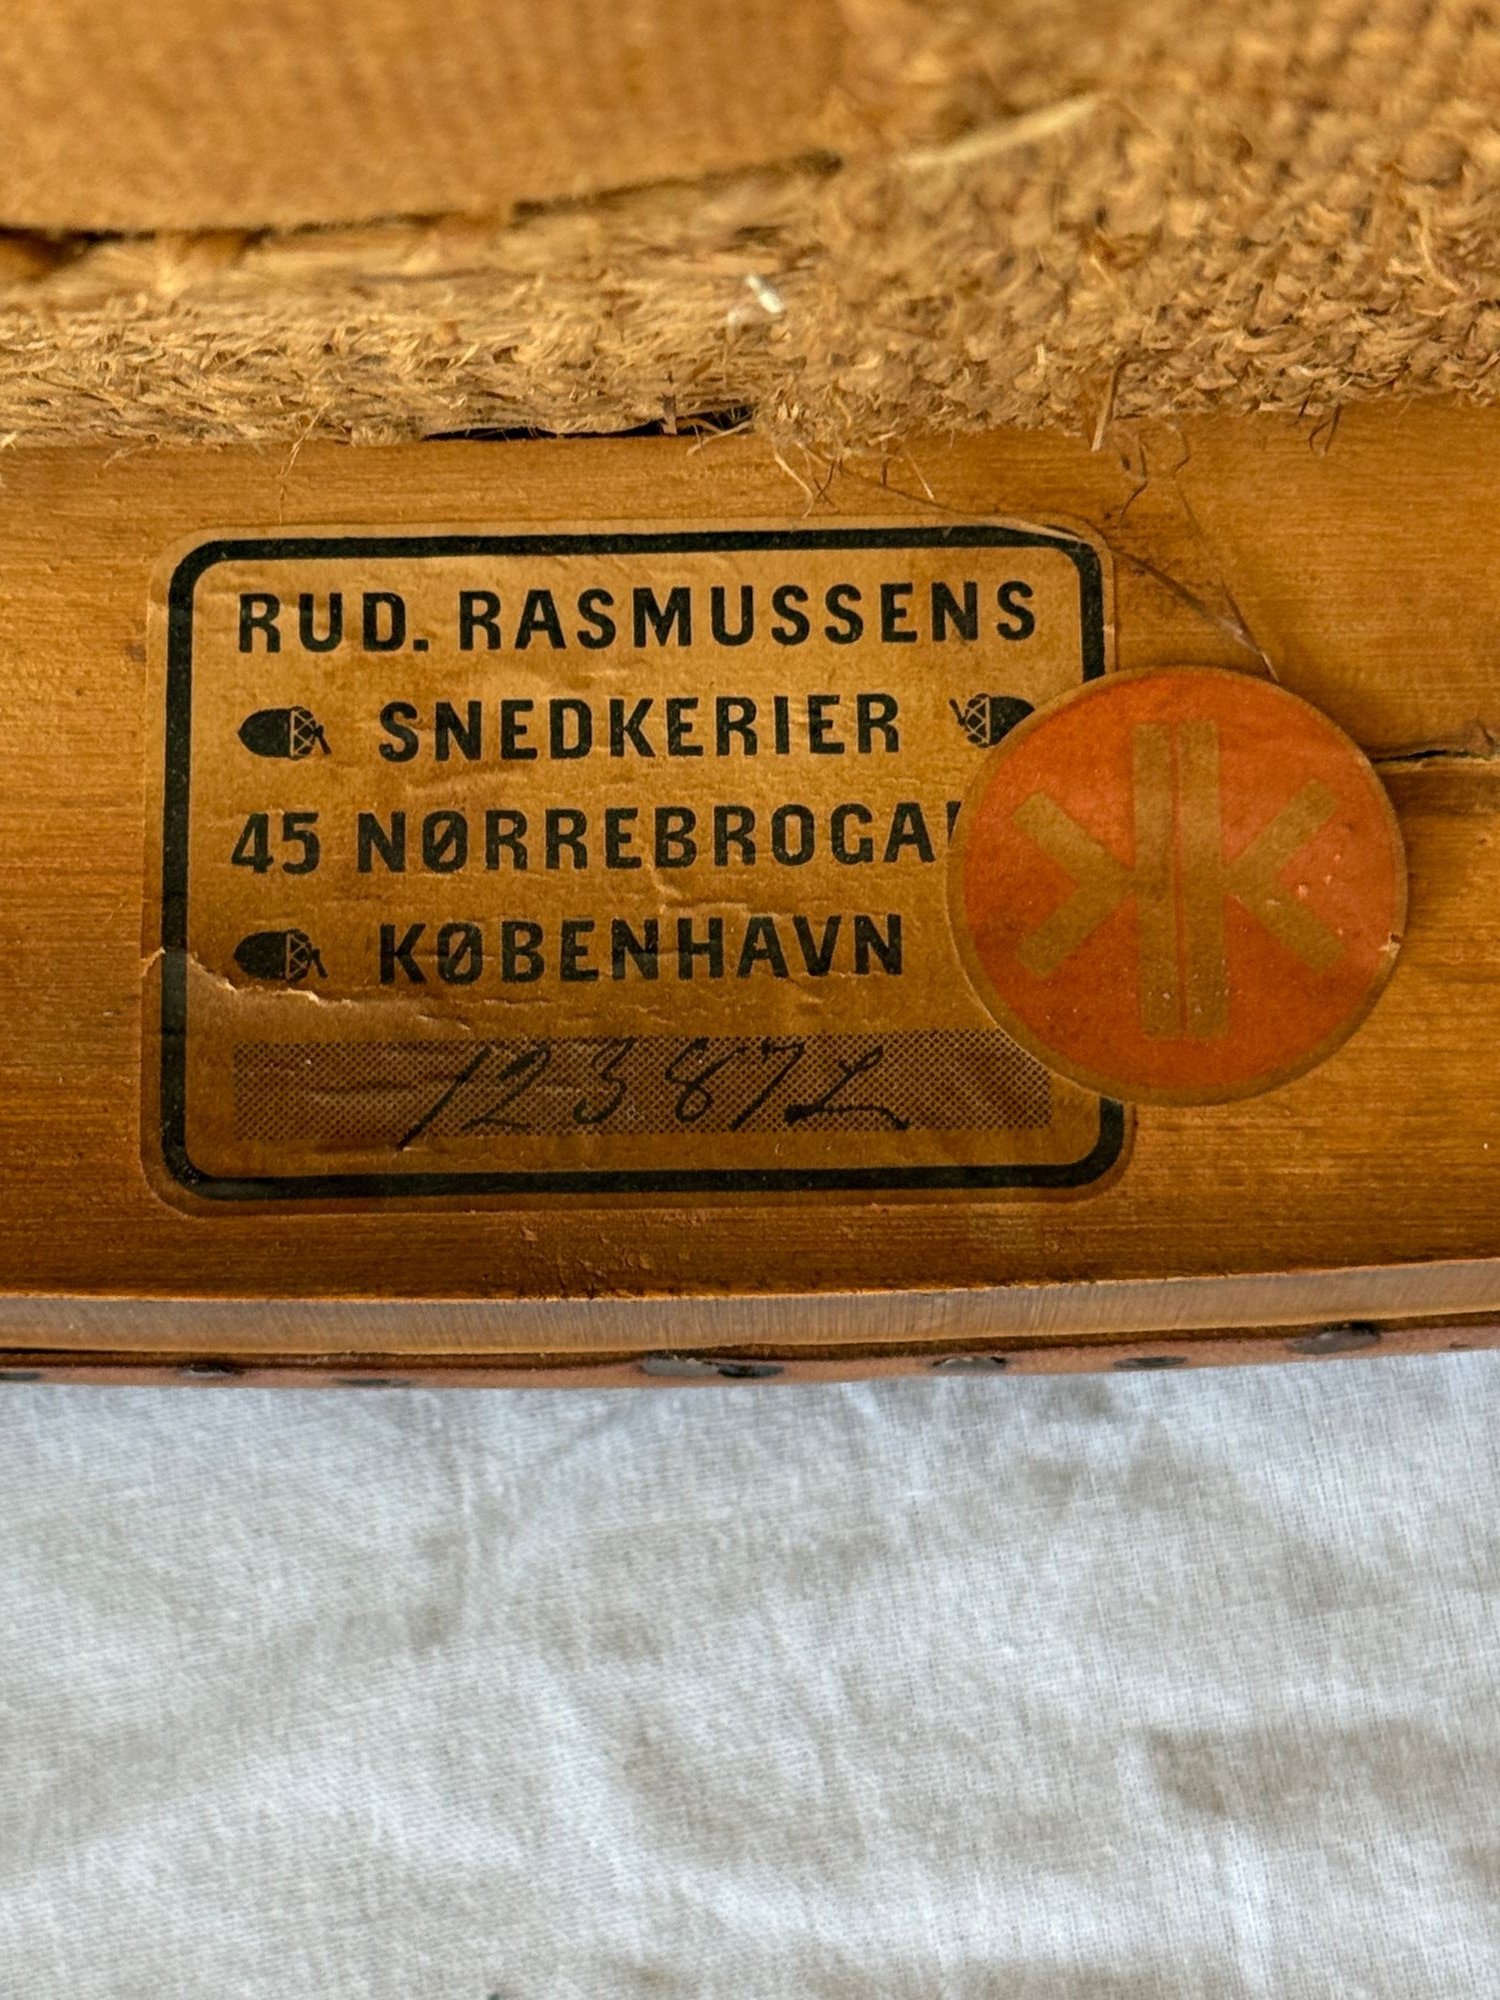 RUD. RASMUSSENS
SNEDKERIER
45 NØRREBROGA
KØBENHAVN
12387